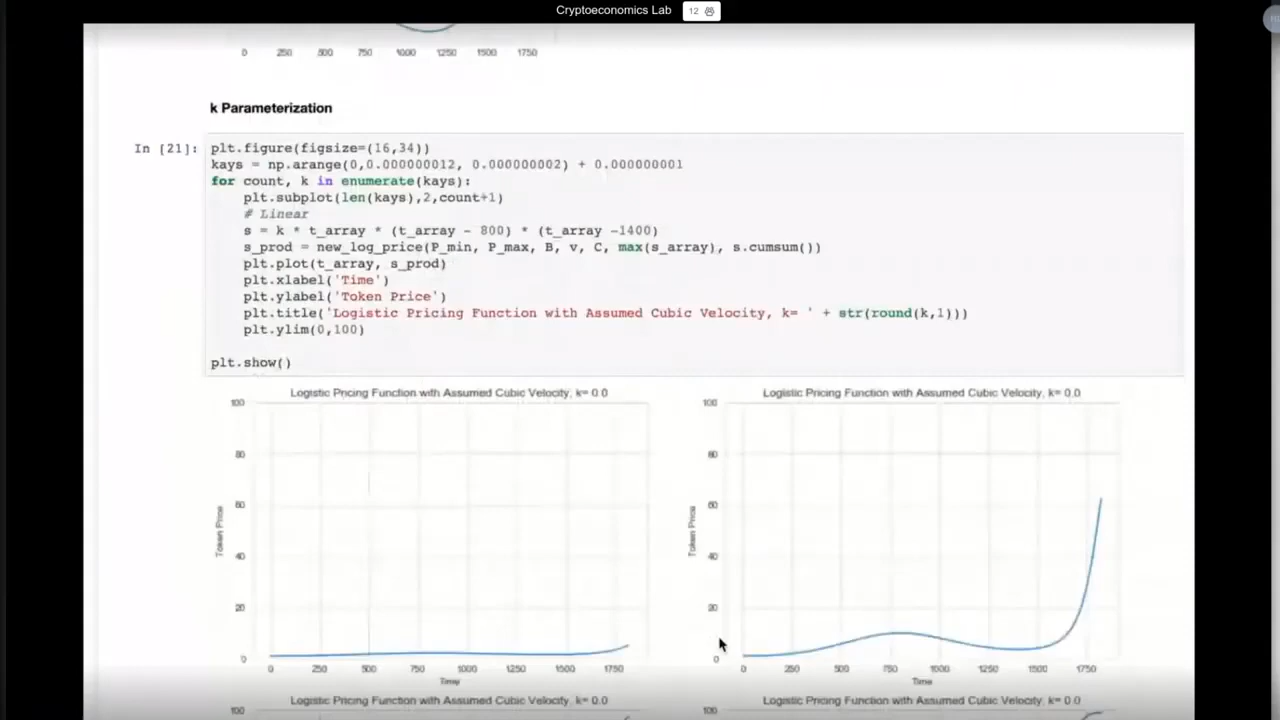 Cryptoeconomics Lab 12
0 250 500 750 1000 1250 1500 1750
k Parameterization
In [21]: plt.figure(figsize=(16,34))
kays = np.arange(0,0.000000012, 0.000000002) + 0.000000001
for count, k in enumerate(kays):
plt.subplot(len(kays),2,count+1)
# Linear
s = k * t_array * (t_array - 800) * (t_array -1400)
s_prod = new_log_price(P_min, P_max, B, v, C, max(s_array), s.cumsum())
plt.plot(t_array, s_prod)
plt.xlabel('Time')
plt.ylabel('Token Price')
plt.title('Logistic Pricing Function with Assumed Cubic Velocity, k= ' + str(round(k,1)))
plt.ylim(0,100)
plt.show()
Logistic Pricing Function with Assumed Cubic Velocity, k= 0.0
100
80
60
40
20
0
Token Price
0 250 500 750 1000 1250 1500 1750
Time
Logistic Pricing Function with Assumed Cubic Velocity, k= 0.0
100
80
60
40
20
0
Token Price
0 250 500 750 1000 1250 1500 1750
Time
Logistic Pricing Function with Assumed Cubic Velocity, k= 0.0
100
Logistic Pricing Function with Assumed Cubic Velocity, k= 0.0
100